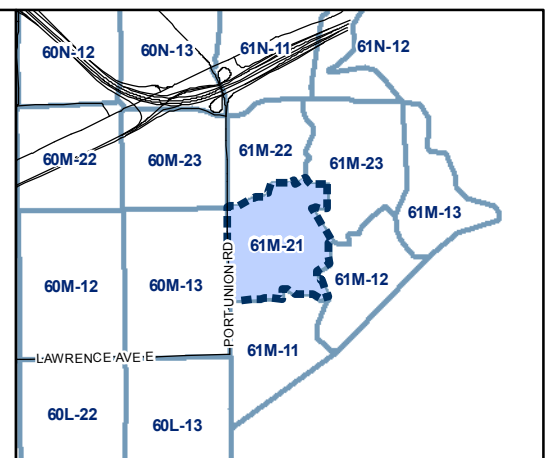 60N-12
60N-13
61N-11
61N-12
60M-22
60M-23
61M-22
61M-23
61M-13
61M-21
60M-12
60M-13
61M-12
PORT UNION RD
61M-11
LAWRENCE AVE E
60L-22
60L-13